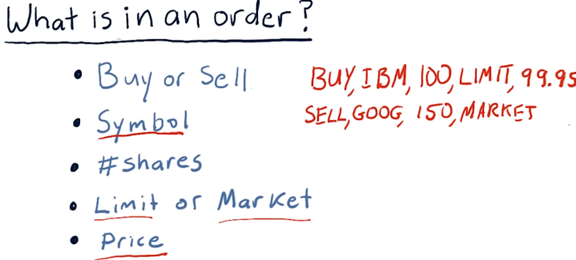 What is in an order?
• Buy or Sell
• Symbol
• #shares
• Limit or Market
• Price
BUY, IBM, 100, LIMIT, 99.95
SELL, GOOG, 150, MARKET